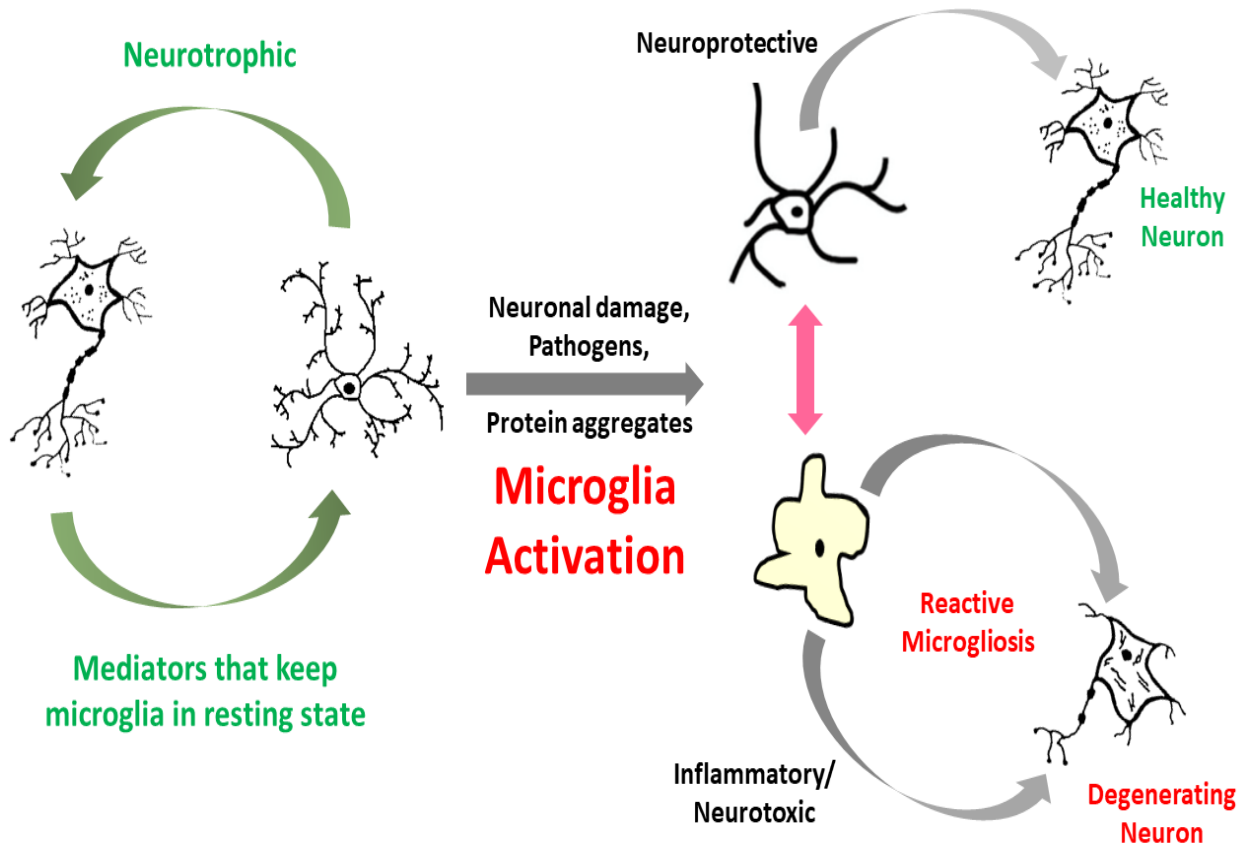 Neurotrophic
Mediators that keep
microglia in resting state
Neuronal damage,
Pathogens,
Protein aggregates
Microglia
Activation
Neuroprotective
Healthy
Neuron
Reactive
Microgliosis
Inflammatory/
Neurotoxic
Degenerating
Neuron